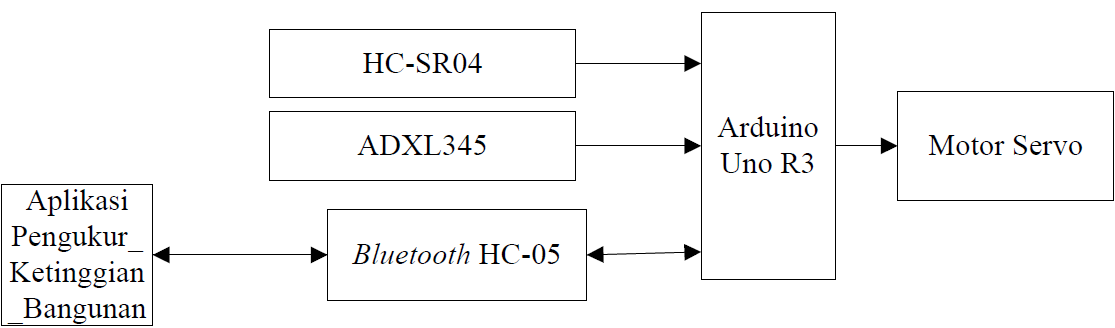 HC-SR04
ADXL345
Aplikasi
Pengukur_
Ketinggian
_Bangunan
Bluetooth HC-05
Arduino
Uno R3
Motor Servo